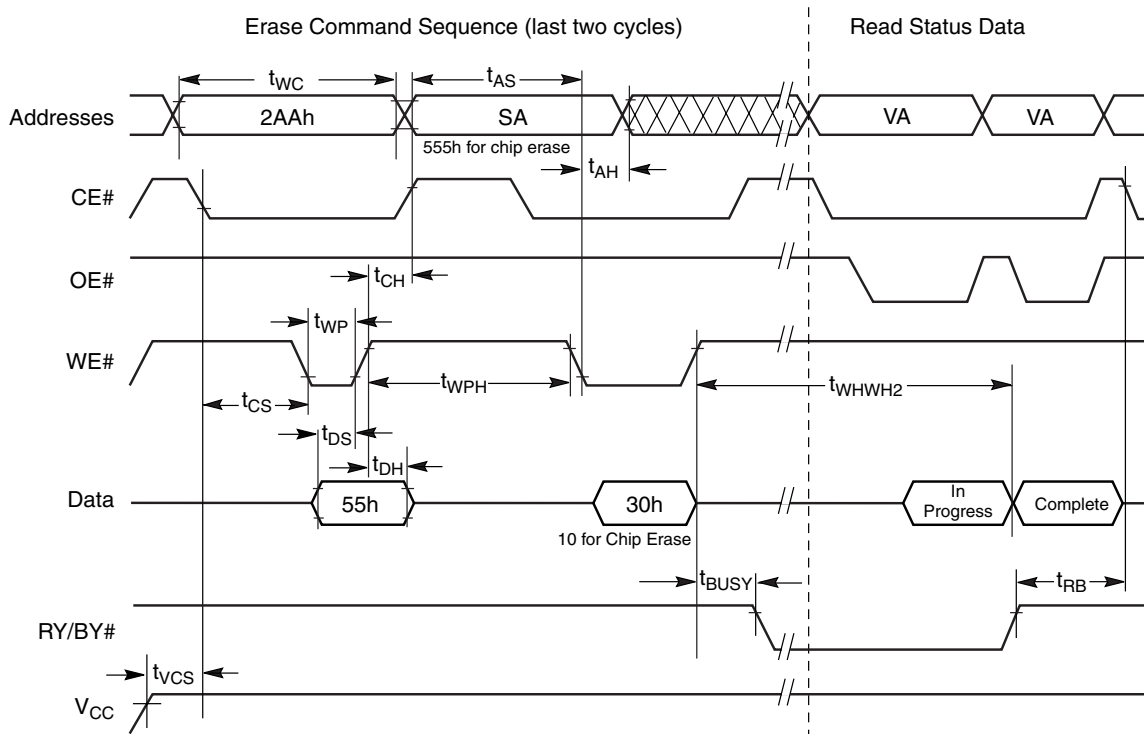 Erase Command Sequence (last two cycles)
Read Status Data
tWC
tAS
Addresses
2AAh
SA
VA
VA
555h for chip erase
tAH
CE#
tCH
OE#
tWP
WE#
tWPH
tWHWH2
tCS
tDS
tDH
Data
55h
30h
In
Progress
Complete
10 for Chip Erase
tBUSY
tRB
RY/BY#
tVCS
VCC